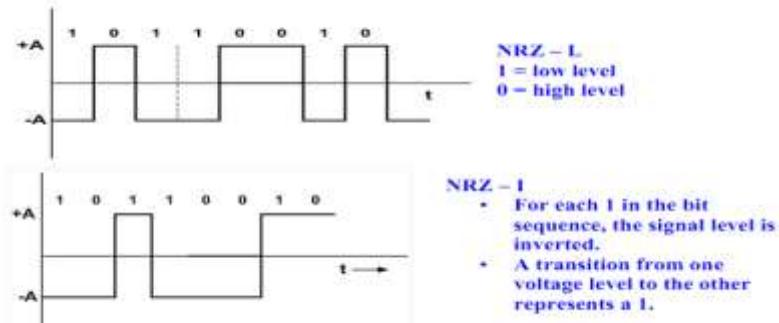 1 0 1 1 0 0 1 0
+A
t
-A
NRZ – L
1 = low level
0 = high level
1 0 1 1 0 0 1 0
+A
t
-A
NRZ – I
• For each 1 in the bit
sequence, the signal level is
inverted.
• A transition from one
voltage level to the other
represents a 1.